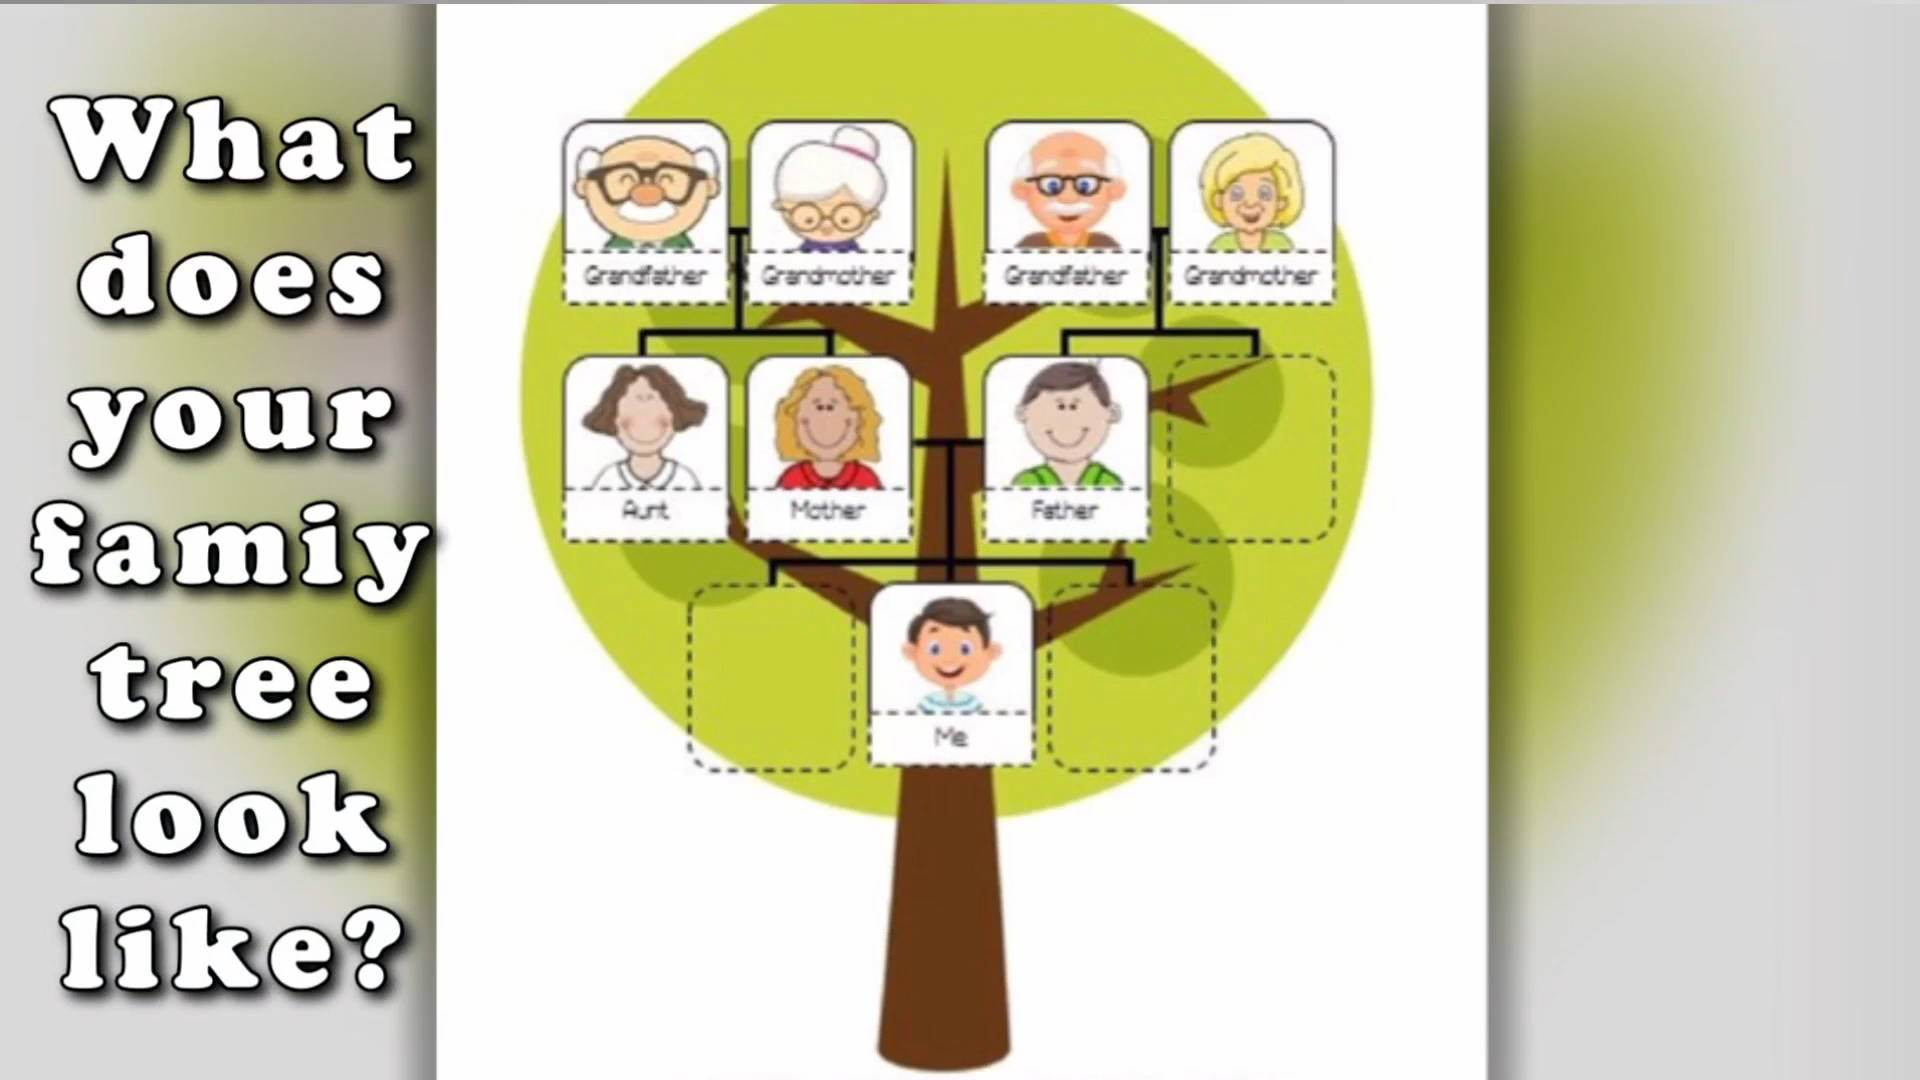 What
does
your
famiy
tree
look
like?
Grandfather Grandmother Grandfather Grandmother
Aunt Mother Father
Me